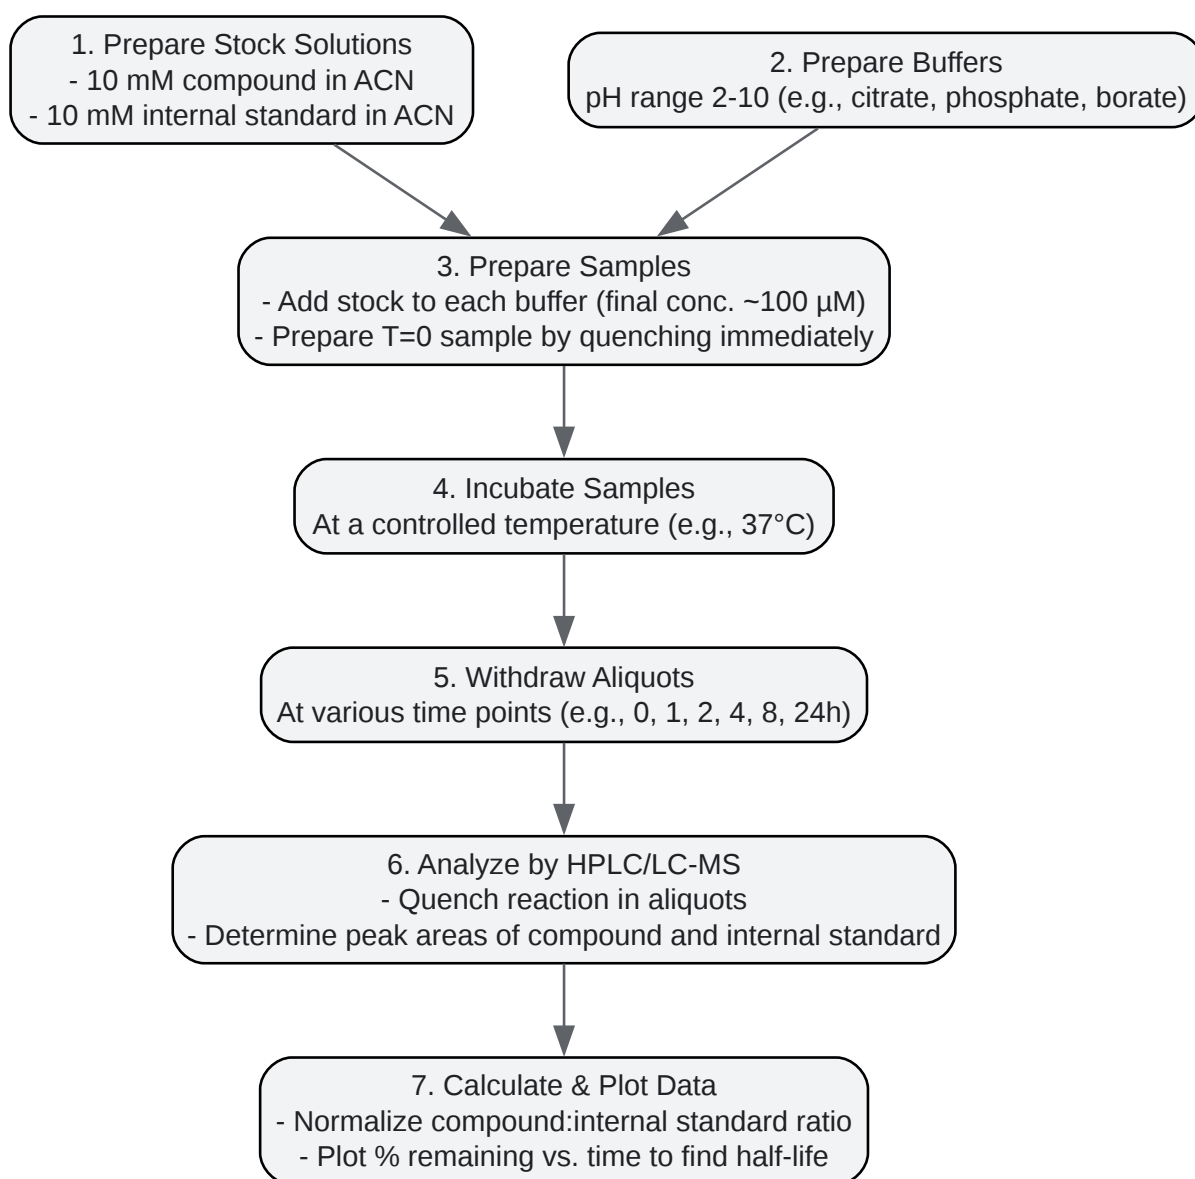 1. Prepare Stock Solutions
- 10 mM compound in ACN
- 10 mM internal standard in ACN
2. Prepare Buffers
pH range 2-10 (e.g., citrate, phosphate, borate)
3. Prepare Samples
- Add stock to each buffer (final conc. ~100 µM)
- Prepare T=0 sample by quenching immediately
4. Incubate Samples
At a controlled temperature (e.g., 37°C)
5. Withdraw Aliquots
At various time points (e.g., 0, 1, 2, 4, 8, 24h)
6. Analyze by HPLC/LC-MS
- Quench reaction in aliquots
- Determine peak areas of compound and internal standard
7. Calculate & Plot Data
- Normalize compound:internal standard ratio
- Plot % remaining vs. time to find half-life